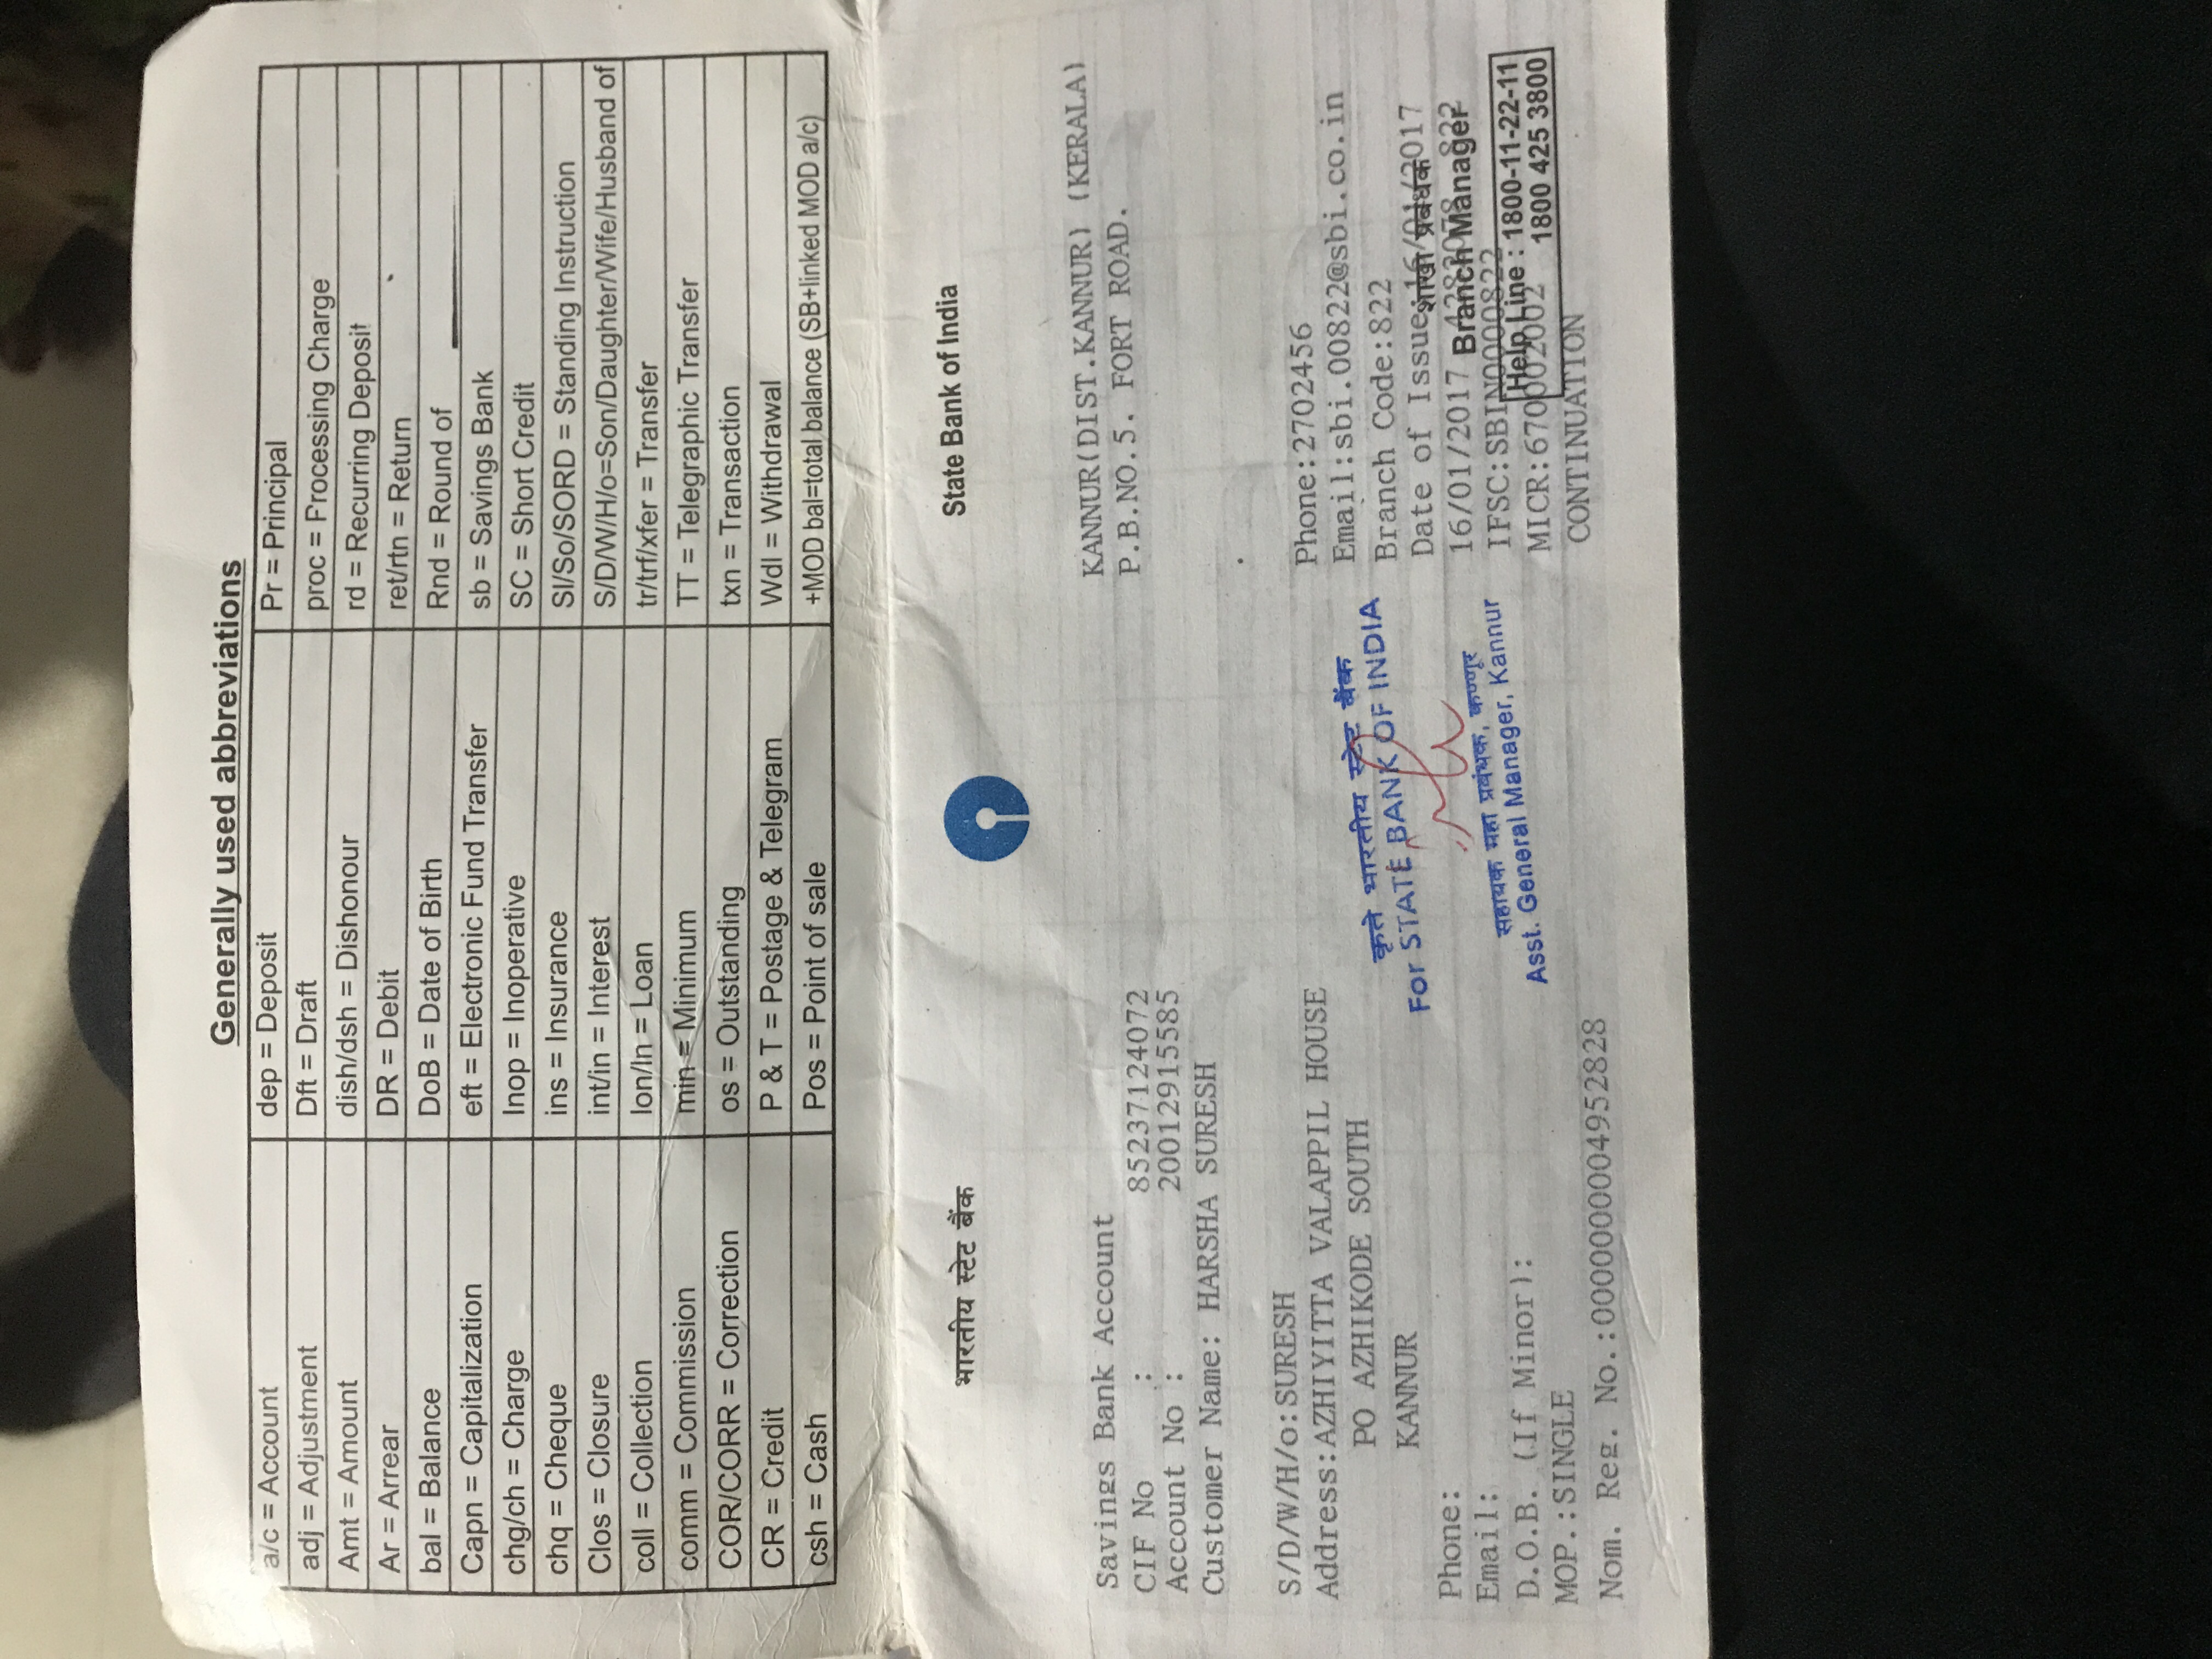 Generally used abbreviations
a/c = Account dep = Deposit Pr = Principal
adj = Adjustment Dft = Draft proc = Processing Charge
Amt = Amount dish/dsh = Dishonour rd = Recurring Deposit
Ar = Arrear DR = Debit ret/rtn = Return
bal = Balance DoB = Date of Birth Rnd = Round of
Capn = Capitalization eft = Electronic Fund Transfer sb = Savings Bank
chg/ch = Charge Inop = Inoperative SC = Short Credit
chq = Cheque ins = Insurance SI/So/SORD = Standing Instruction
Clos = Closure int/in = Interest S/D/W/H/o=Son/Daughter/Wife/Husband of
coll = Collection lon/ln = Loan tr/trf/xfer = Transfer
comm = Commission min = Minimum TT = Telegraphic Transfer
COR/CORR = Correction os = Outstanding txn = Transaction
CR = Credit P & T = Postage & Telegram Wdl = Withdrawal
csh = Cash Pos = Point of sale +MOD bal=total balance (SB+linked MOD a/c)
भारतीय स्टेट बैंक
State Bank of India
Savings Bank Account
CIF No : 85237124072
Account No : 20012915585
Customer Name: HARSHA SURESH
S/D/W/H/o:SURESH
Address:AZHIYITTA VALAPPIL HOUSE
PO AZHIKODE SOUTH
KANNUR
Phone:
Email:
D.O.B. (If Minor):
MOP.:SINGLE
Nom. Reg. No.:0000000004952828
कृते भारतीय स्टेट बैंक
For STATE BANK OF INDIA
सहायक महा प्रबंधक, कण्णूर
Asst. General Manager, Kannur
KANNUR(DIST.KANNUR) (KERALA)
P.B.NO.5. FORT ROAD.
Phone:2702456
Email:sbi.00822@sbi.co.in
Branch Code:822
Date of Issue:16/01/2017
शाखा प्रबंधक
16/01/2017 822
Branch Manager
IFSC:SBIN0000822
Help Line : 1800-11-22-11
MICR:670002002
1800 425 3800
CONTINUATION